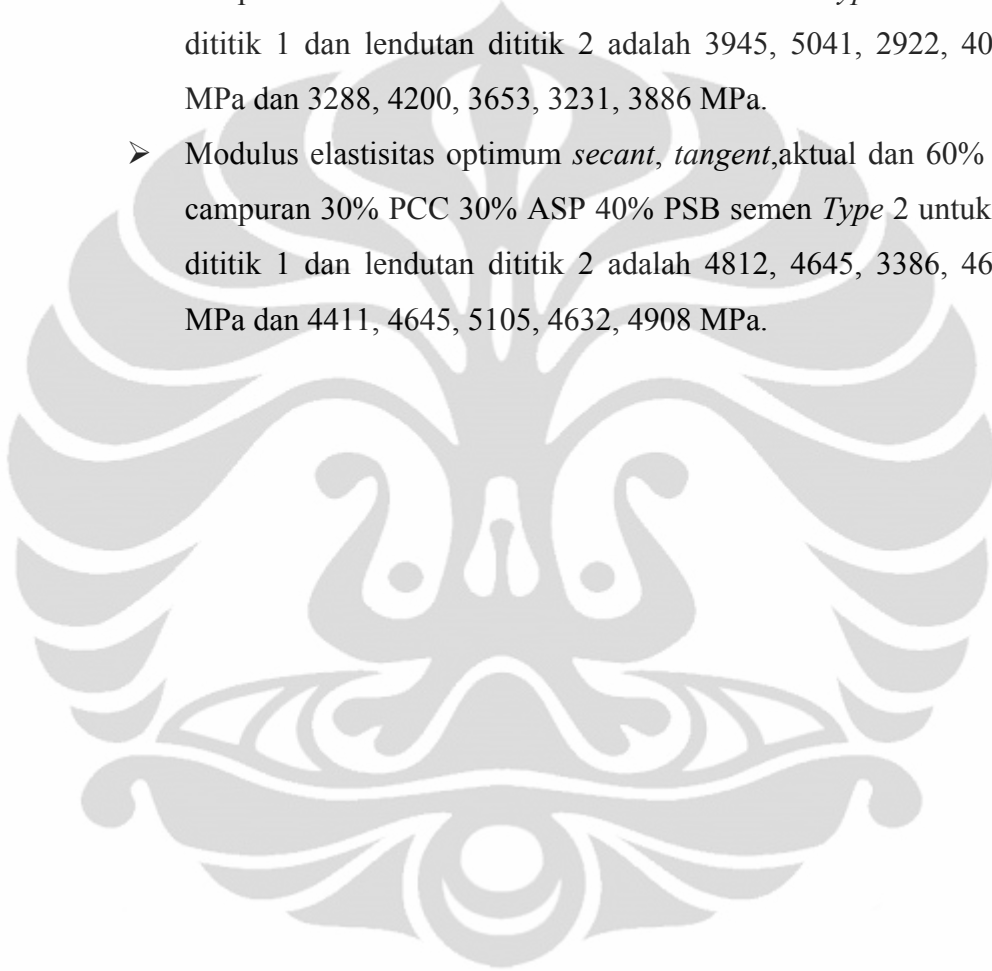 dititik 1 dan lendutan dititik 2 adalah 3945, 5041, 2922, 40
MPa dan 3288, 4200, 3653, 3231, 3886 MPa.
➢ Modulus elastisitas optimum secant, tangent,aktual dan 60%
campuran 30% PCC 30% ASP 40% PSB semen Type 2 untuk
dititik 1 dan lendutan dititik 2 adalah 4812, 4645, 3386, 46
MPa dan 4411, 4645, 5105, 4632, 4908 MPa.